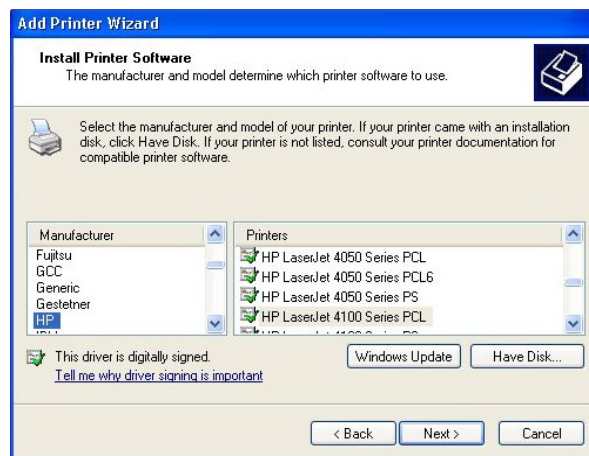 Add Printer Wizard
Install Printer Software
The manufacturer and model determine which printer software to use.
Select the manufacturer and model of your printer. If your printer came with an installation
disk, click Have Disk. If your printer is not listed, consult your printer documentation for
compatible printer software.
Manufacturer
Fujitsu
GCC
Generic
Gestetner
HP
Printers
HP LaserJet 4050 Series PCL
HP LaserJet 4050 Series PCL6
HP LaserJet 4050 Series PS
HP LaserJet 4100 Series PCL
This driver is digitally signed.
Tell me why driver signing is important
Windows Update
Have Disk...
< Back
Next >
Cancel